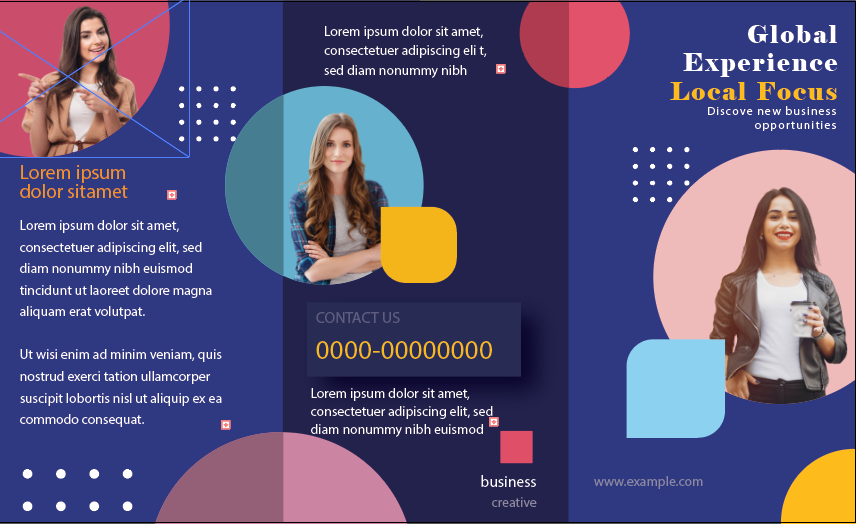 Lorem ipsum
dolor sitamet
Lorem ipsum dolor sit amet,
consectetuer adipiscing elit, sed
diam nonummy nibh euismod
tincidunt ut laoreet dolore magna
aliquam erat volutpat.
Ut wisi enim ad minim veniam, quis
nostrud exerci tation ullamcorper
suscipit lobortis nisl ut aliquip ex ea
commodo consequat.
Lorem ipsum dolor sit amet,
consectetuer adipiscing eli t,
sed diam nonummy nibh
CONTACT US
0000-00000000
Lorem ipsum dolor sit amet,
consectetuer adipiscing elit, sed
diam nonummy nibh euismod
business
creative
Global
Experience
Local Focus
Discove new business
opportunities
www.example.com